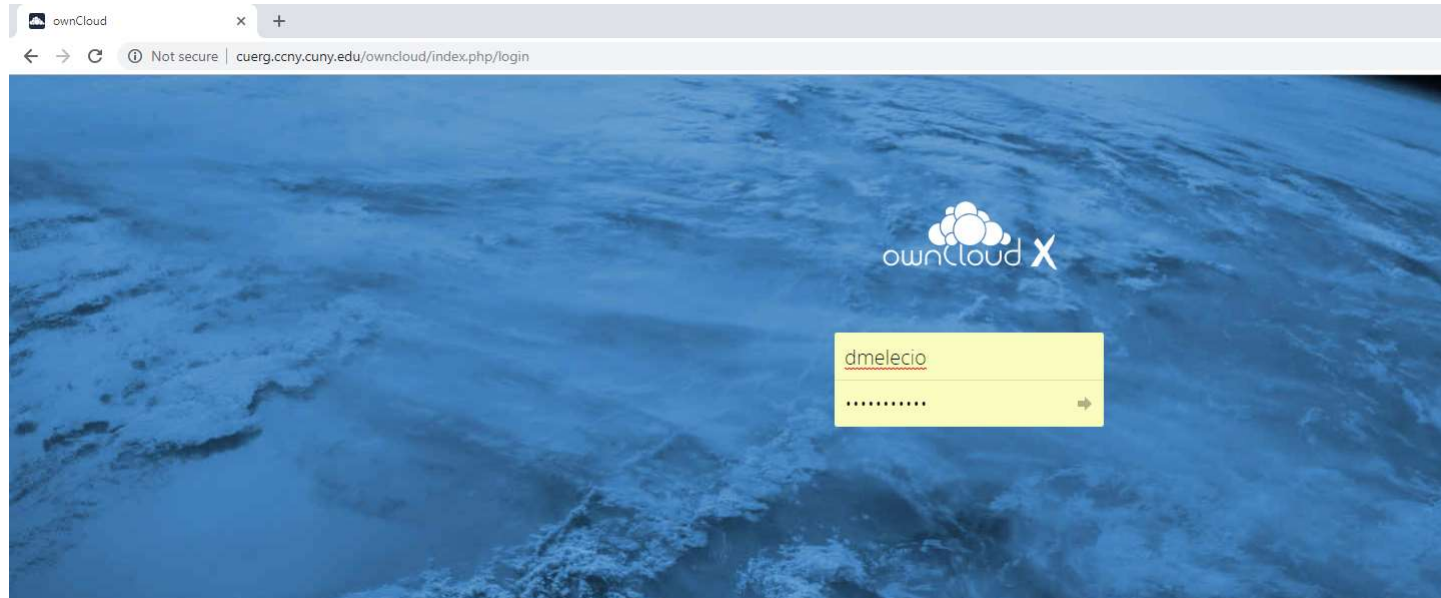 ownCloud
Not secure | cuerg.ccny.cuny.edu/owncloud/index.php/login
ownCloud X
dmelecio
•••••••••••